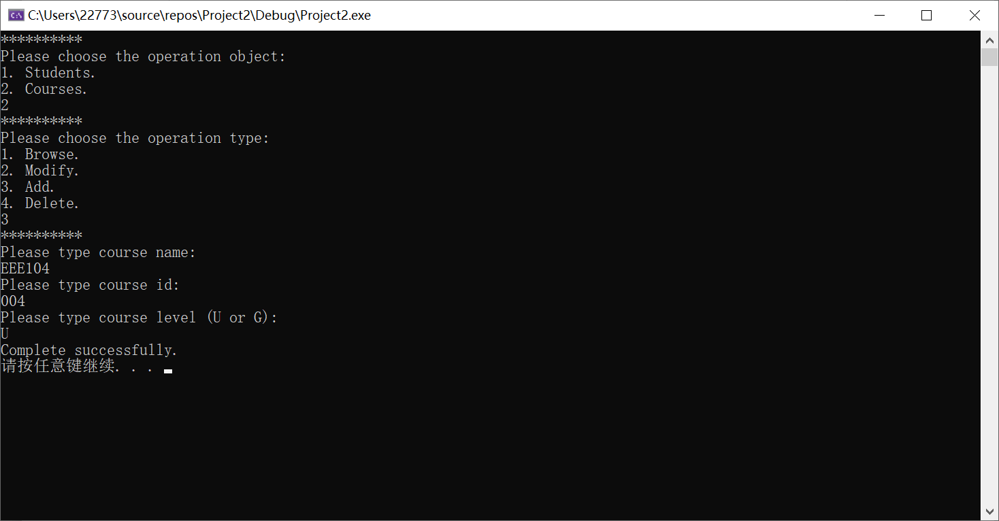 C:\Users\22773\source\repos\Project2\Debug\Project2.exe
**********
Please choose the operation object:
1. Students.
2. Courses.
2
**********
Please choose the operation type:
1. Browse.
2. Modify.
3. Add.
4. Delete.
3
**********
Please type course name:
EEE104
Please type course id:
004
Please type course level (U or G):
U
Complete successfully.
请按任意键继续. . .